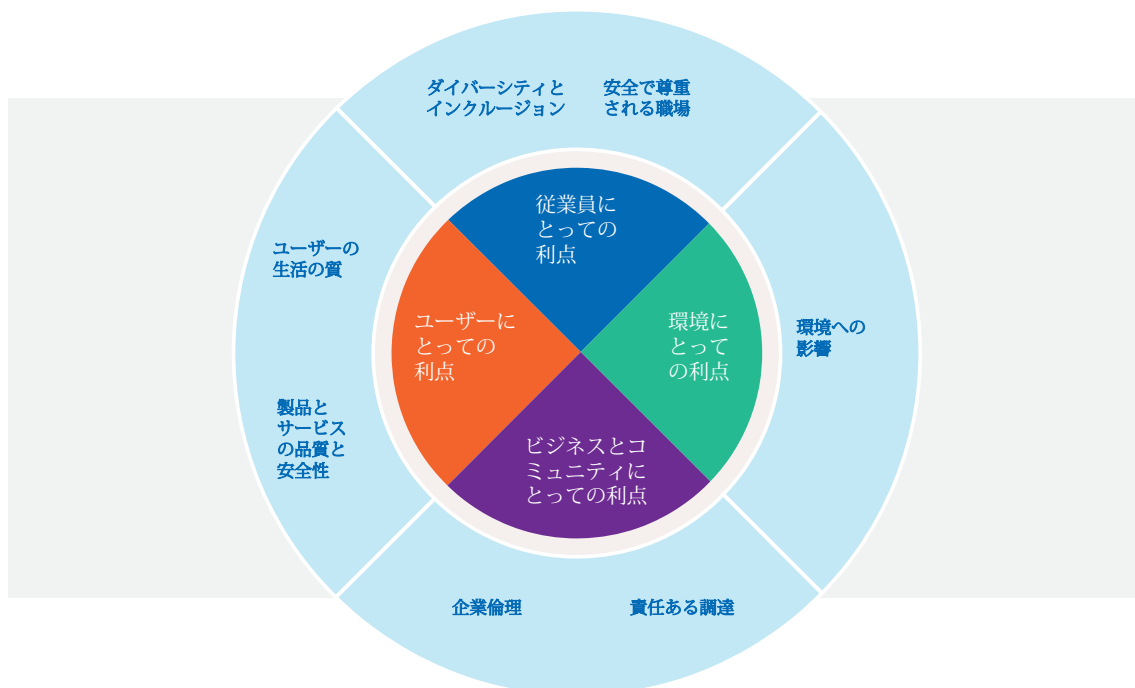 ダイバーシティと
インクルージョン
安全で尊重
される職場
従業員に
とっての
利点
ユーザーの
生活の質
ユーザーに
とっての
利点
環境に
とって
の利点
環境への
影響
製品と
サービス
の品質と
安全性
ビジネスとコ
ミュニティに
とっての利点
企業倫理
責任ある調達